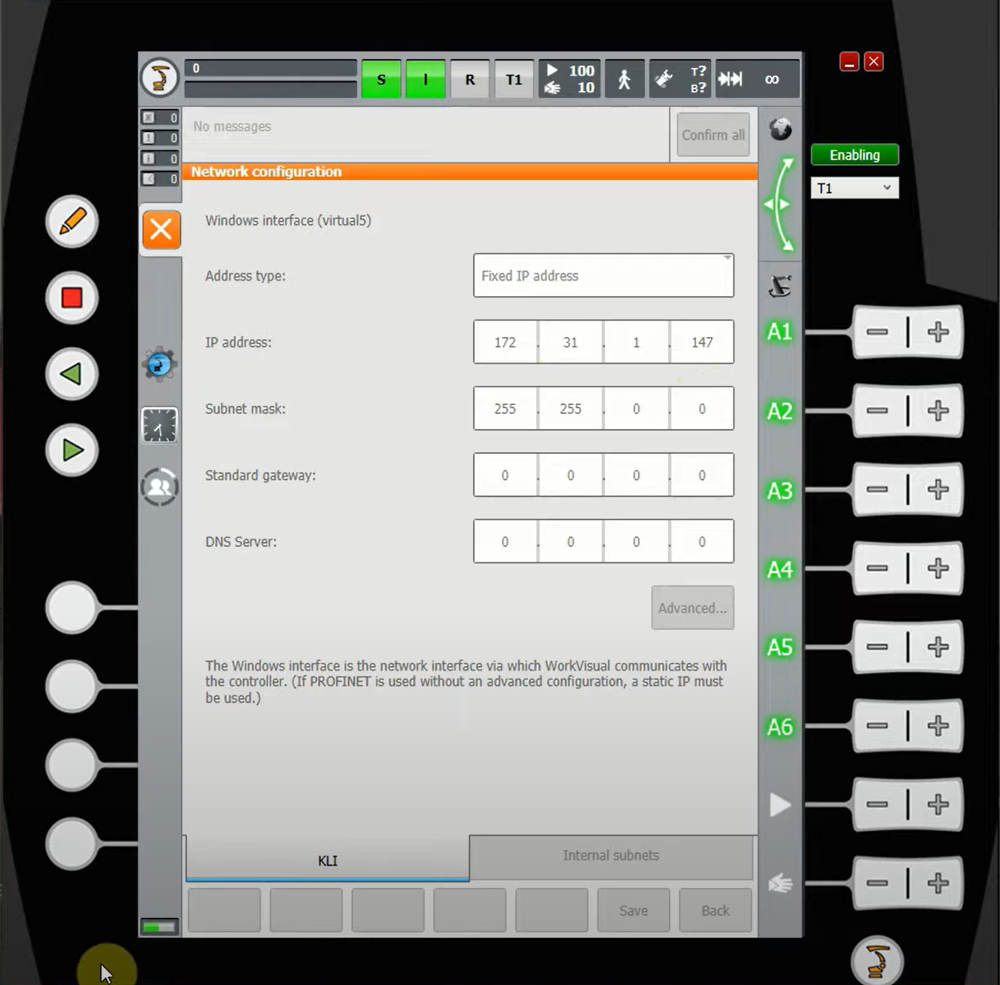 0
S
I
R
T1
100
10
T?
B?
∞
0
0
0
0
No messages
Confirm all
Enabling
T1
Network configuration
Windows interface (virtual5)
Address type:
Fixed IP address
IP address:
172 . 31 . 1 . 147
Subnet mask:
255 . 255 . 0 . 0
Standard gateway:
0 . 0 . 0 . 0
DNS Server:
0 . 0 . 0 . 0
Advanced...
The Windows interface is the network interface via which WorkVisual communicates with
the controller. (If PROFINET is used without an advanced configuration, a static IP must
be used.)
A1
A2
A3
A4
A5
A6
KLI
Internal subnets
Save
Back